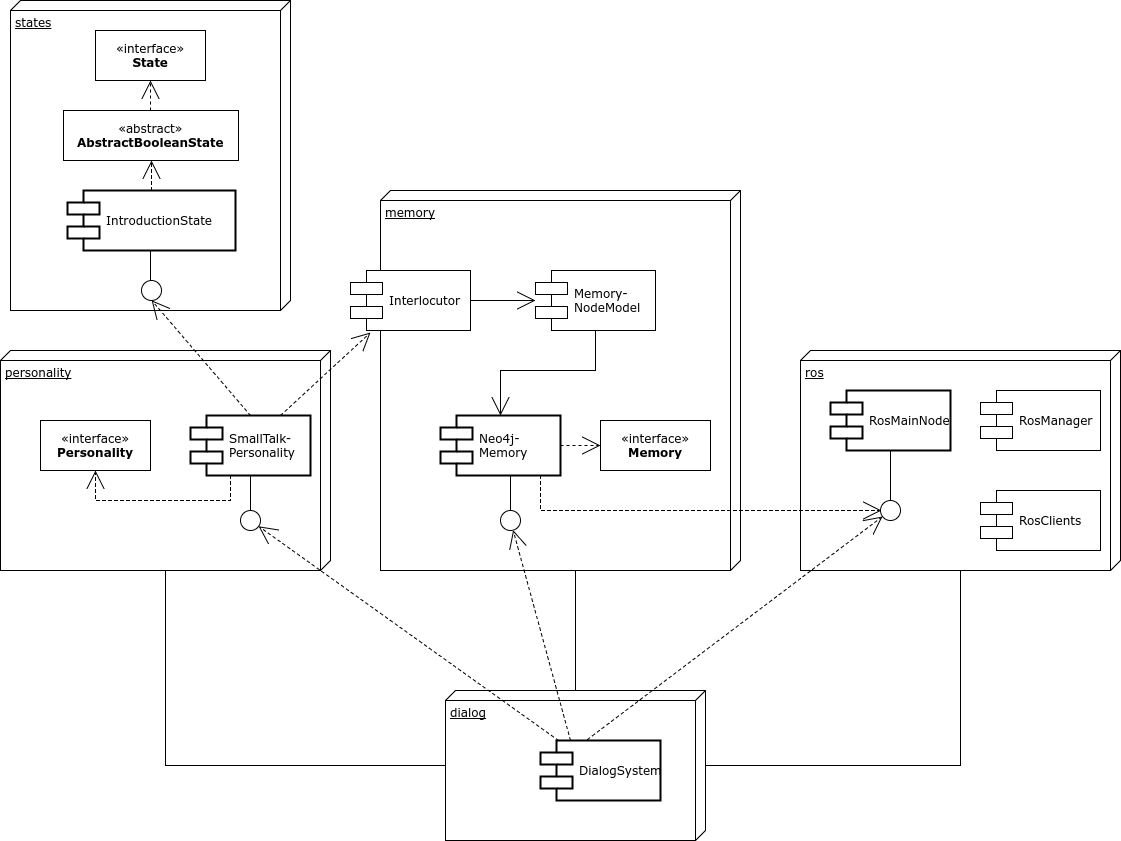 states
«interface»
State
«abstract»
AbstractBooleanState
IntroductionState
memory
Interlocutor
Memory-
NodeModel
personality
«interface»
Personality
SmallTalk-
Personality
Neo4j-
Memory
«interface»
Memory
ros
RosMainNode
RosManager
RosClients
dialog
DialogSystem